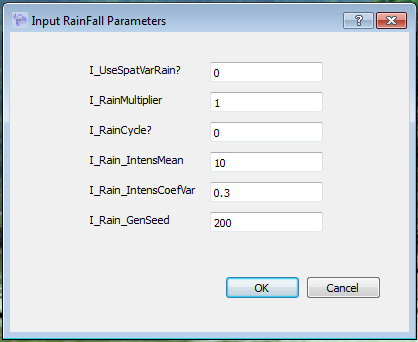 Input RainFall Parameters
I_UseSpatVarRain? 0
I_RainMultiplier 1
I_RainCycle? 0
I_Rain_IntensMean 10
I_Rain_IntensCoefVar 0.3
I_Rain_GenSeed 200
OK Cancel